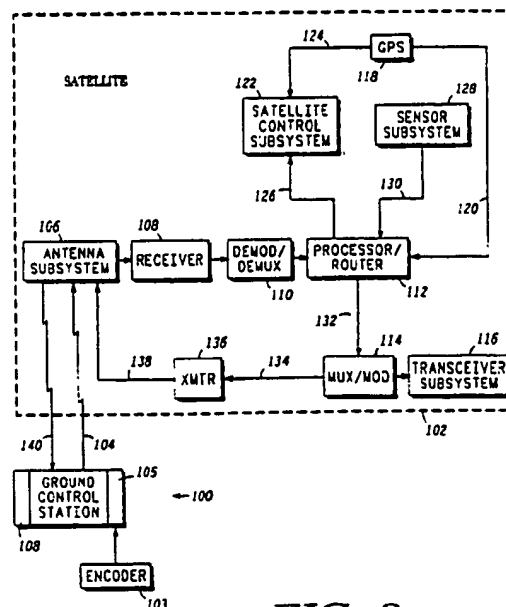 SATELLITE
124
GPS
118
122
SATELLITE
CONTROL
SUBSYSTEM
128
SENSOR
SUBSYSTEM
126
130
120
106
ANTENNA
SUBSYSTEM
108
RECEIVER
DEMOD/
DEMUX
110
PROCESSOR/
ROUTER
112
132
136
XMTR
138
134
114
MUX/MOD
116
TRANSCEIVER
SUBSYSTEM
102
140
104
105
GROUND
CONTROL
STATION
108
100
ENCODER
103